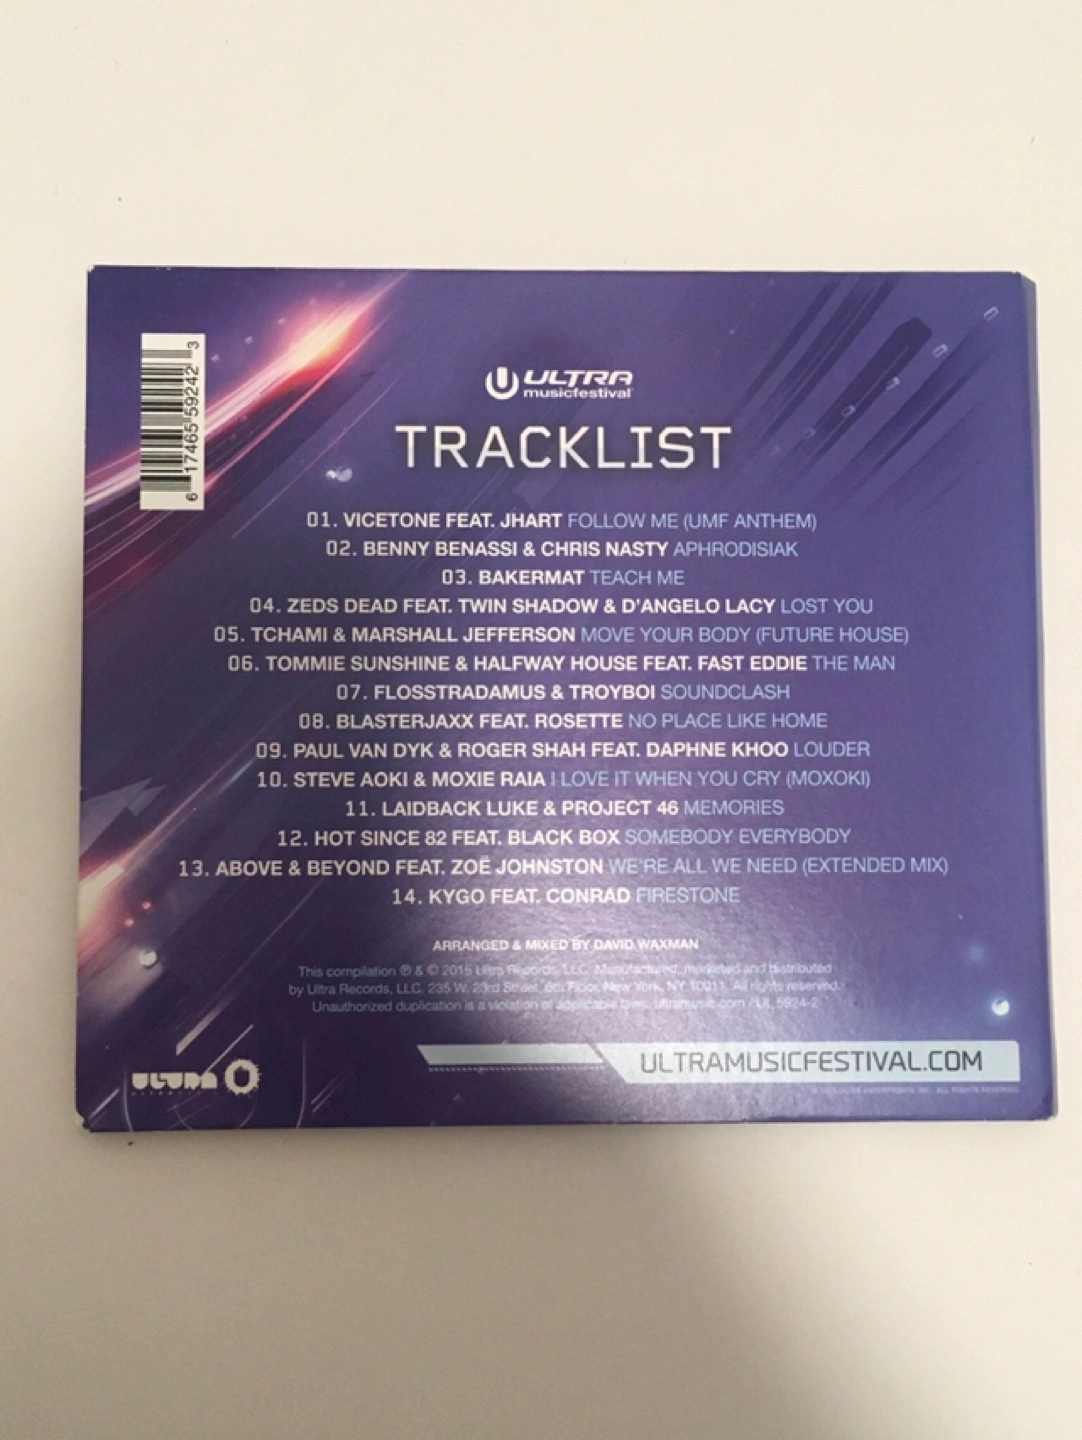 6 17465 59242 3
ULTRA
musicfestival
TRACKLIST
01. VICETONE FEAT. JHART FOLLOW ME (UMF ANTHEM)
02. BENNY BENASSI & CHRIS NASTY APHRODISIAK
03. BAKERMAT TEACH ME
04. ZEDS DEAD FEAT. TWIN SHADOW & D'ANGELO LACY LOST YOU
05. TCHAMI & MARSHALL JEFFERSON MOVE YOUR BODY (FUTURE HOUSE)
06. TOMMIE SUNSHINE & HALFWAY HOUSE FEAT. FAST EDDIE THE MAN
07. FLOSSTRADAMUS & TROYBOI SOUNDCLASH
08. BLASTERJAXX FEAT. ROSETTE NO PLACE LIKE HOME
09. PAUL VAN DYK & ROGER SHAH FEAT. DAPHNE KHOO LOUDER
10. STEVE AOKI & MOXIE RAIA I LOVE IT WHEN YOU CRY (MOXOKI)
11. LAIDBACK LUKE & PROJECT 46 MEMORIES
12. HOT SINCE 82 FEAT. BLACK BOX SOMEBODY EVERYBODY
13. ABOVE & BEYOND FEAT. ZOË JOHNSTON WE'RE ALL WE NEED (EXTENDED MIX)
14. KYGO FEAT. CONRAD FIRESTONE
ARRANGED & MIXED BY DAVID WAXMAN
This compilation ℗ & © 2015 Ultra Records, LLC. Manufactured, marketed and distributed
by Ultra Records, LLC. 235 W. 23rd Street, 6th Floor, New York, NY 10011. All rights reserved.
Unauthorized duplication is a violation of applicable laws. ultramusic.com / UL 5924-2
ULTRAMUSICFESTIVAL.COM
ULTRA
ENTERPRISES INC. ALL RIGHTS RESERVED